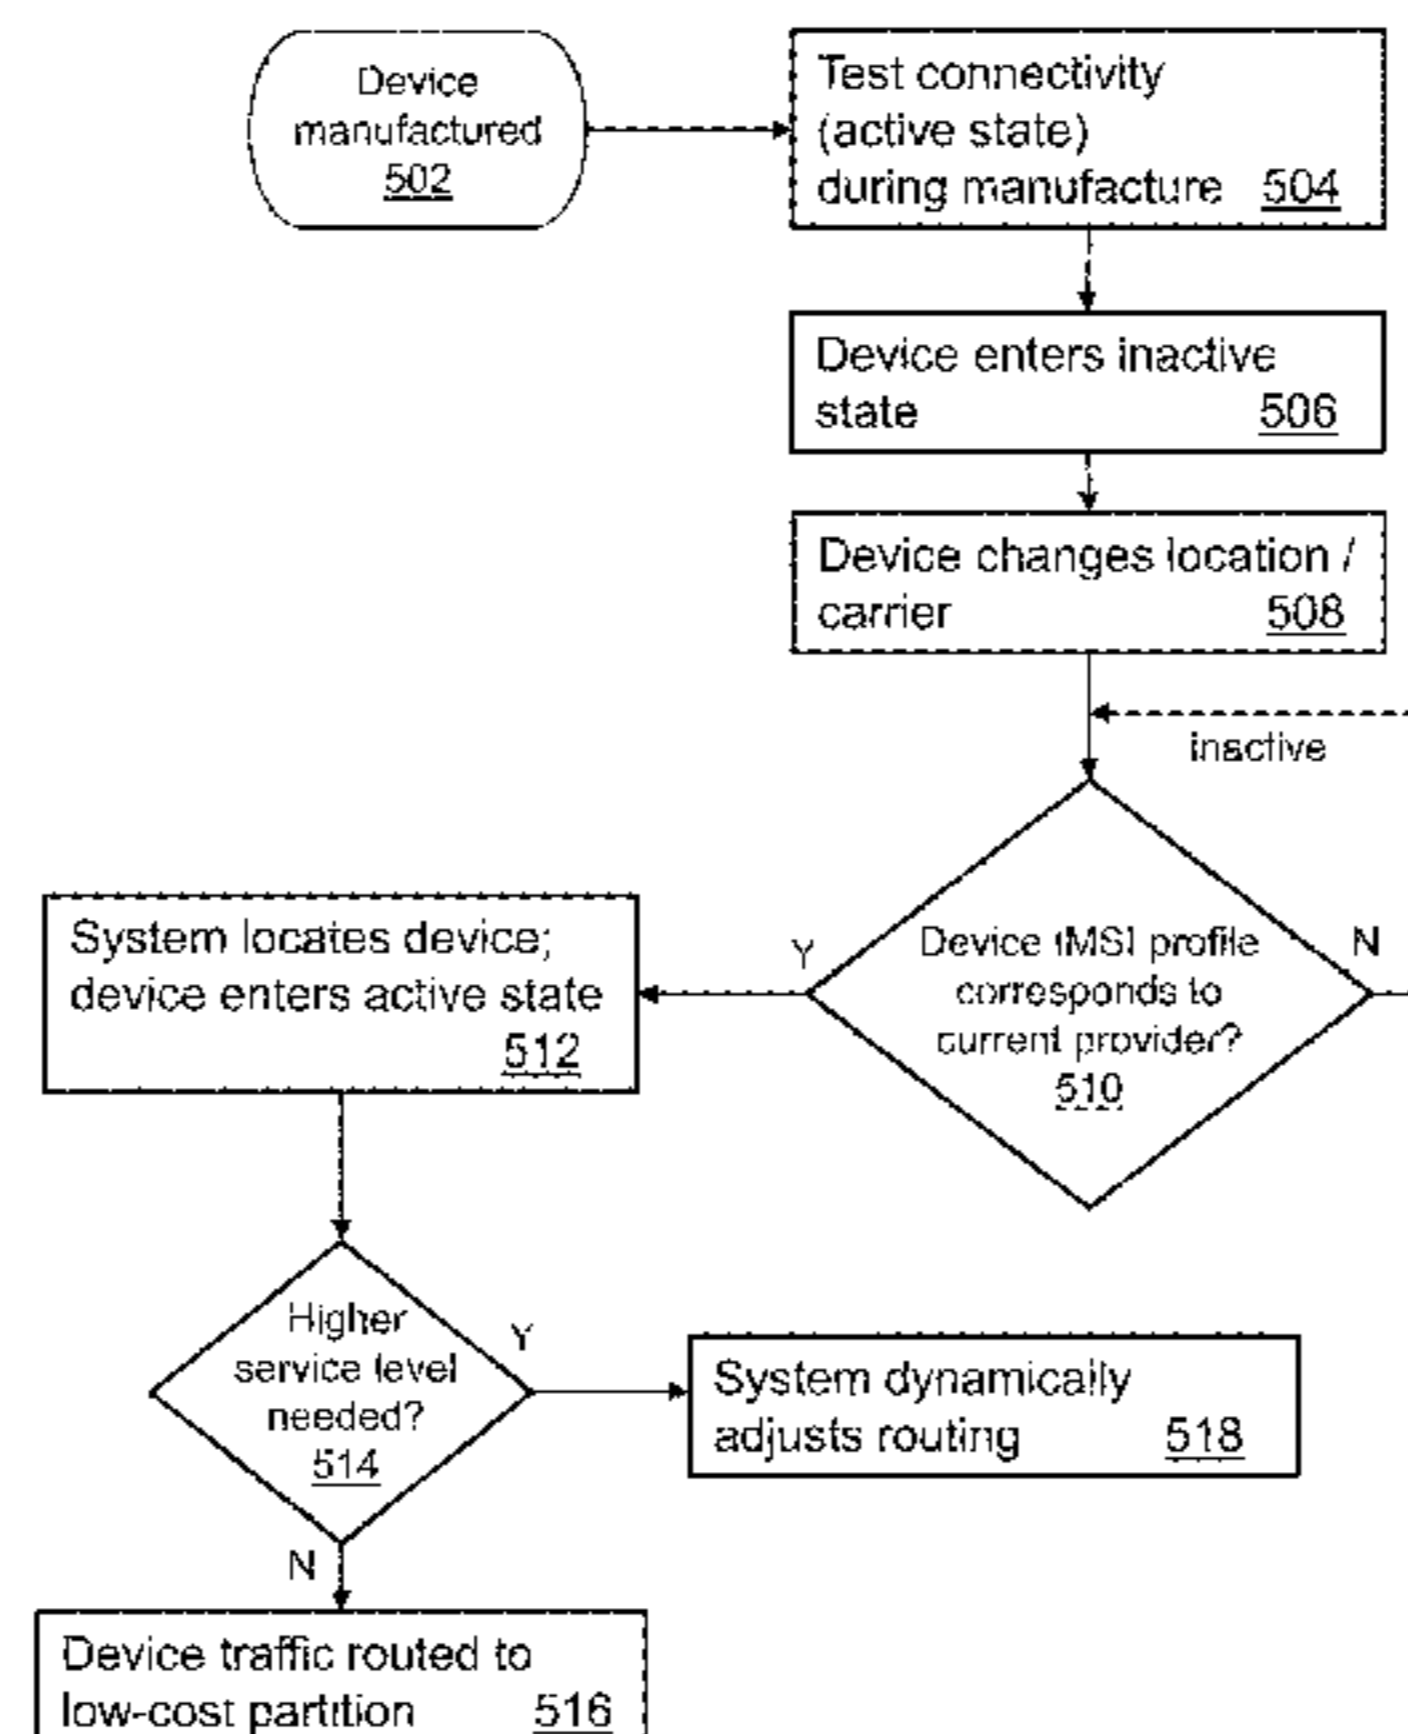 Device
manufactured
502
Test connectivity
(active state)
during manufacture 504
Device enters inactive
state 506
Device changes location /
carrier 508
inactive
Device IMSI profile
corresponds to
current provider?
510
Y
N
System locates device;
device enters active state
512
Higher
service level
needed?
514
Y
N
System dynamically
adjusts routing 518
Device traffic routed to
low-cost partition 516